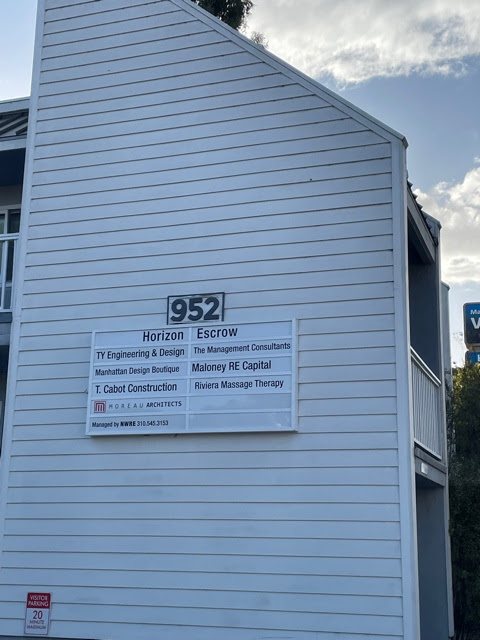 952
Horizon Escrow
TY Engineering & Design
The Management Consultants
Manhattan Design Boutique
Maloney RE Capital
T. Cabot Construction
Riviera Massage Therapy
MOREAU ARCHITECTS
Managed by NWRE 310.545.3153
VISITOR
PARKING
20
MINUTE
MAXIMUM